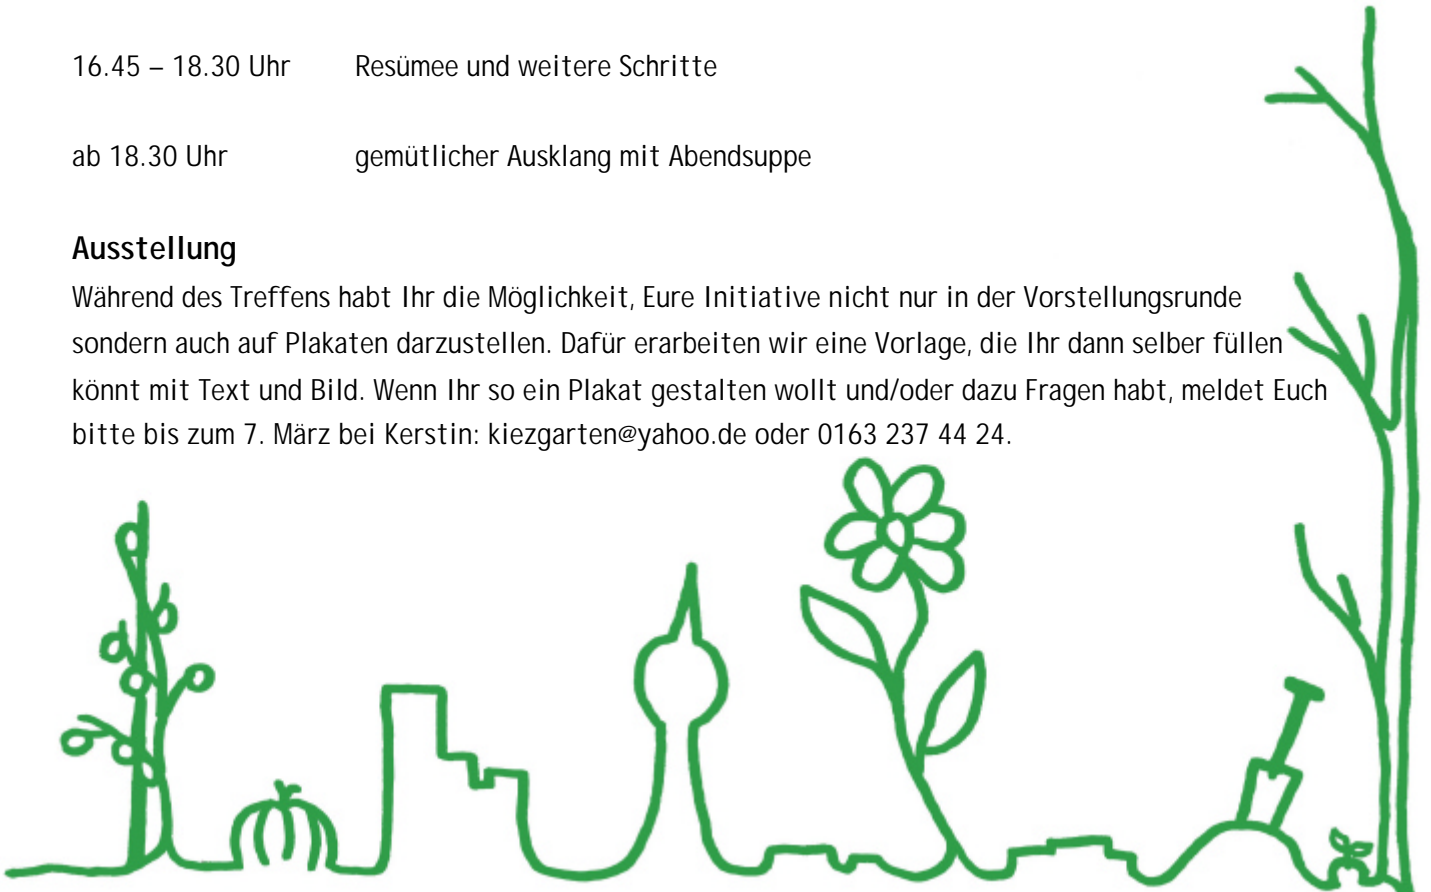 16.45 – 18.30 Uhr Resümee und weitere Schritte
ab 18.30 Uhr gemütlicher Ausklang mit Abendsuppe
Ausstellung
Während des Treffens habt Ihr die Möglichkeit, Eure Initiative nicht nur in der Vorstellungsrunde
sondern auch auf Plakaten darzustellen. Dafür erarbeiten wir eine Vorlage, die Ihr dann selber füllen
könnt mit Text und Bild. Wenn Ihr so ein Plakat gestalten wollt und/oder dazu Fragen habt, meldet Euch
bitte bis zum 7. März bei Kerstin: kiezgarten@yahoo.de oder 0163 237 44 24.